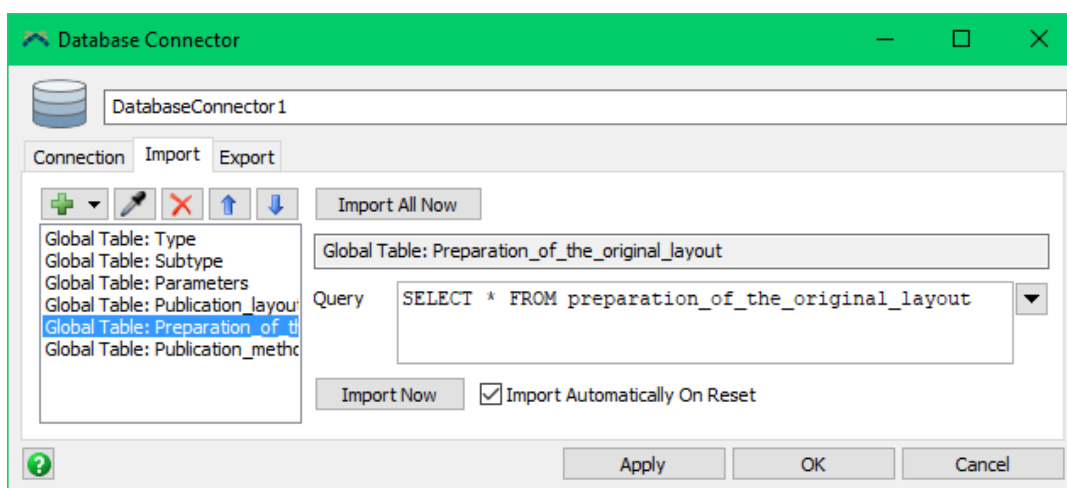 Database Connector
DatabaseConnector1
Connection Import Export
Import All Now
Global Table: Type
Global Table: Subtype
Global Table: Parameters
Global Table: Publication_layou
Global Table: Preparation_of_th
Global Table: Publication_metho
Global Table: Preparation_of_the_original_layout
Query SELECT * FROM preparation_of_the_original_layout
Import Now Import Automatically On Reset
? Apply OK Cancel